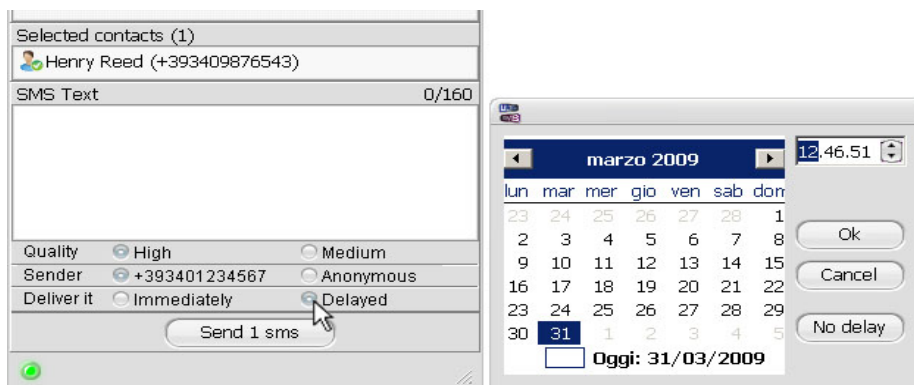 Selected contacts (1)
Henry Reed (+393409876543)
SMS Text 0/160
Quality High Medium
Sender +393401234567 Anonymous
Deliver it Immediately Delayed
Send 1 sms
marzo 2009
lun mar mer gio ven sab dom
23 24 25 26 27 28 1
2 3 4 5 6 7 8
9 10 11 12 13 14 15
16 17 18 19 20 21 22
23 24 25 26 27 28 29
30 31 1 2 3 4 5
Oggi: 31/03/2009
12.46.51
Ok
Cancel
No delay